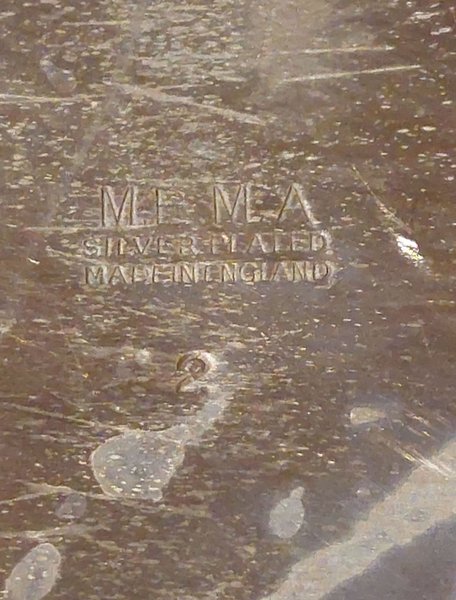 M.P. M.A
SILVER PLATED
MADE IN ENGLAND
2